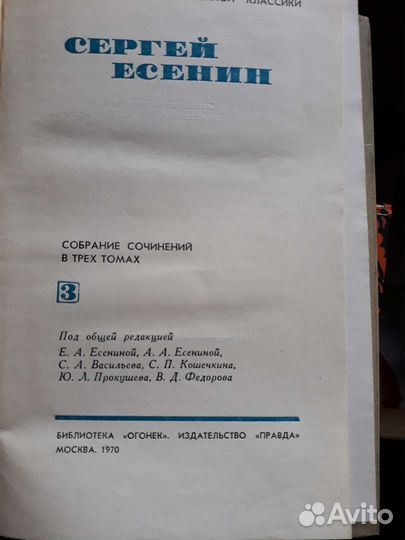 КЛАССИКИ
СЕРГЕЙ
ЕСЕНИН
СОБРАНИЕ СОЧИНЕНИЙ
В ТРЕХ ТОМАХ
3
Под общей редакцией
Е. А. Есениной, А. А. Есениной,
С. А. Васильева, С. П. Кошечкина,
Ю. Л. Прокушева, В. Д. Федорова
БИБЛИОТЕКА «ОГОНЕК». ИЗДАТЕЛЬСТВО «ПРАВДА»
МОСКВА. 1970
Avito